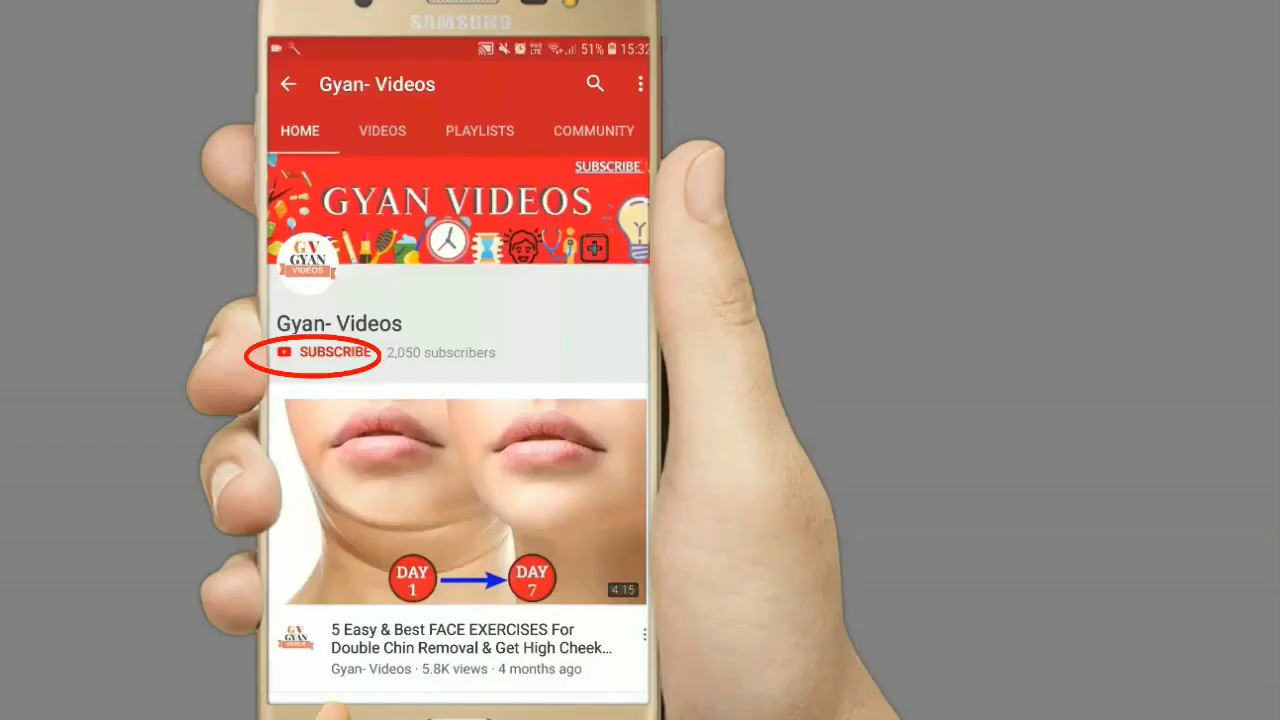 SAMSUNG
51% 15:32
Gyan- Videos
HOME VIDEOS PLAYLISTS COMMUNITY
SUBSCRIBE
GYAN VIDEOS
GV
GYAN
VIDEOS
Gyan- Videos
SUBSCRIBE 2,050 subscribers
DAY
1
DAY
7
4:15
GV
GYAN
5 Easy & Best FACE EXERCISES For
Double Chin Removal & Get High Cheek...
Gyan- Videos · 5.8K views · 4 months ago